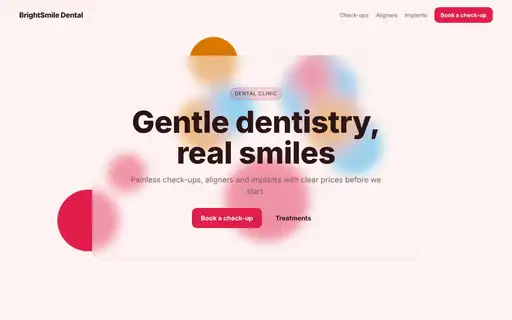 BrightSmile Dental
Check-ups Aligners Implants Book a check-up
DENTAL CLINIC
Gentle dentistry,
real smiles
Painless check-ups, aligners and implants with clear prices before we
start.
Book a check-up Treatments